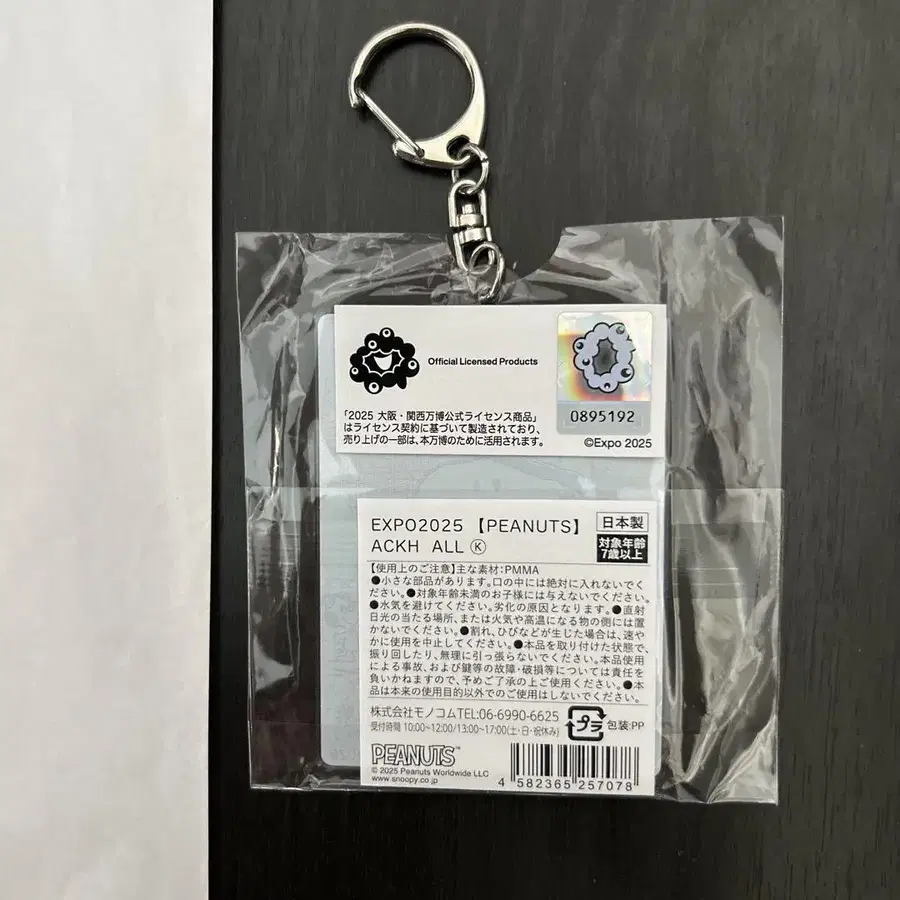 Official Licensed Products
0895192
「2025 大阪・関西万博公式ライセンス商品」
はライセンス契約に基づいて製造されており、
売り上げの一部は、本万博のために活用されます。
©Expo 2025
EXPO2025【PEANUTS】
日本製
ACKH ALL Ⓚ
対象年齢
7歳以上
【使用上のご注意】主な素材:PMMA
●小さな部品があります。口の中には絶対に入れないでく
ださい。●対象年齢未満のお子様には与えないでください。
●水気を避けてください。劣化の原因となります。●直射
日光の当たる場所、または火気や高温になる物の側には置
かないでください。●割れ、ひびなどが生じた場合は、速や
かに使用を中止してください。●本品を取り付けた状態で、
振り回したり、無理に引っ張らないでください。本品使用
による事故、および鍵等の故障・破損等については責任を
負いかねますので、予めご了承の上ご使用ください。●本
品は本来の使用目的以外でのご使用はしないでください。
株式会社モノコムTEL:06-6990-6625
受付時間 10:00~12:00/13:00~17:00(土・日・祝休み)
プラ
包装:PP
PEANUTS™
© 2025 Peanuts Worldwide LLC
www.snoopy.co.jp
4 582365 257078